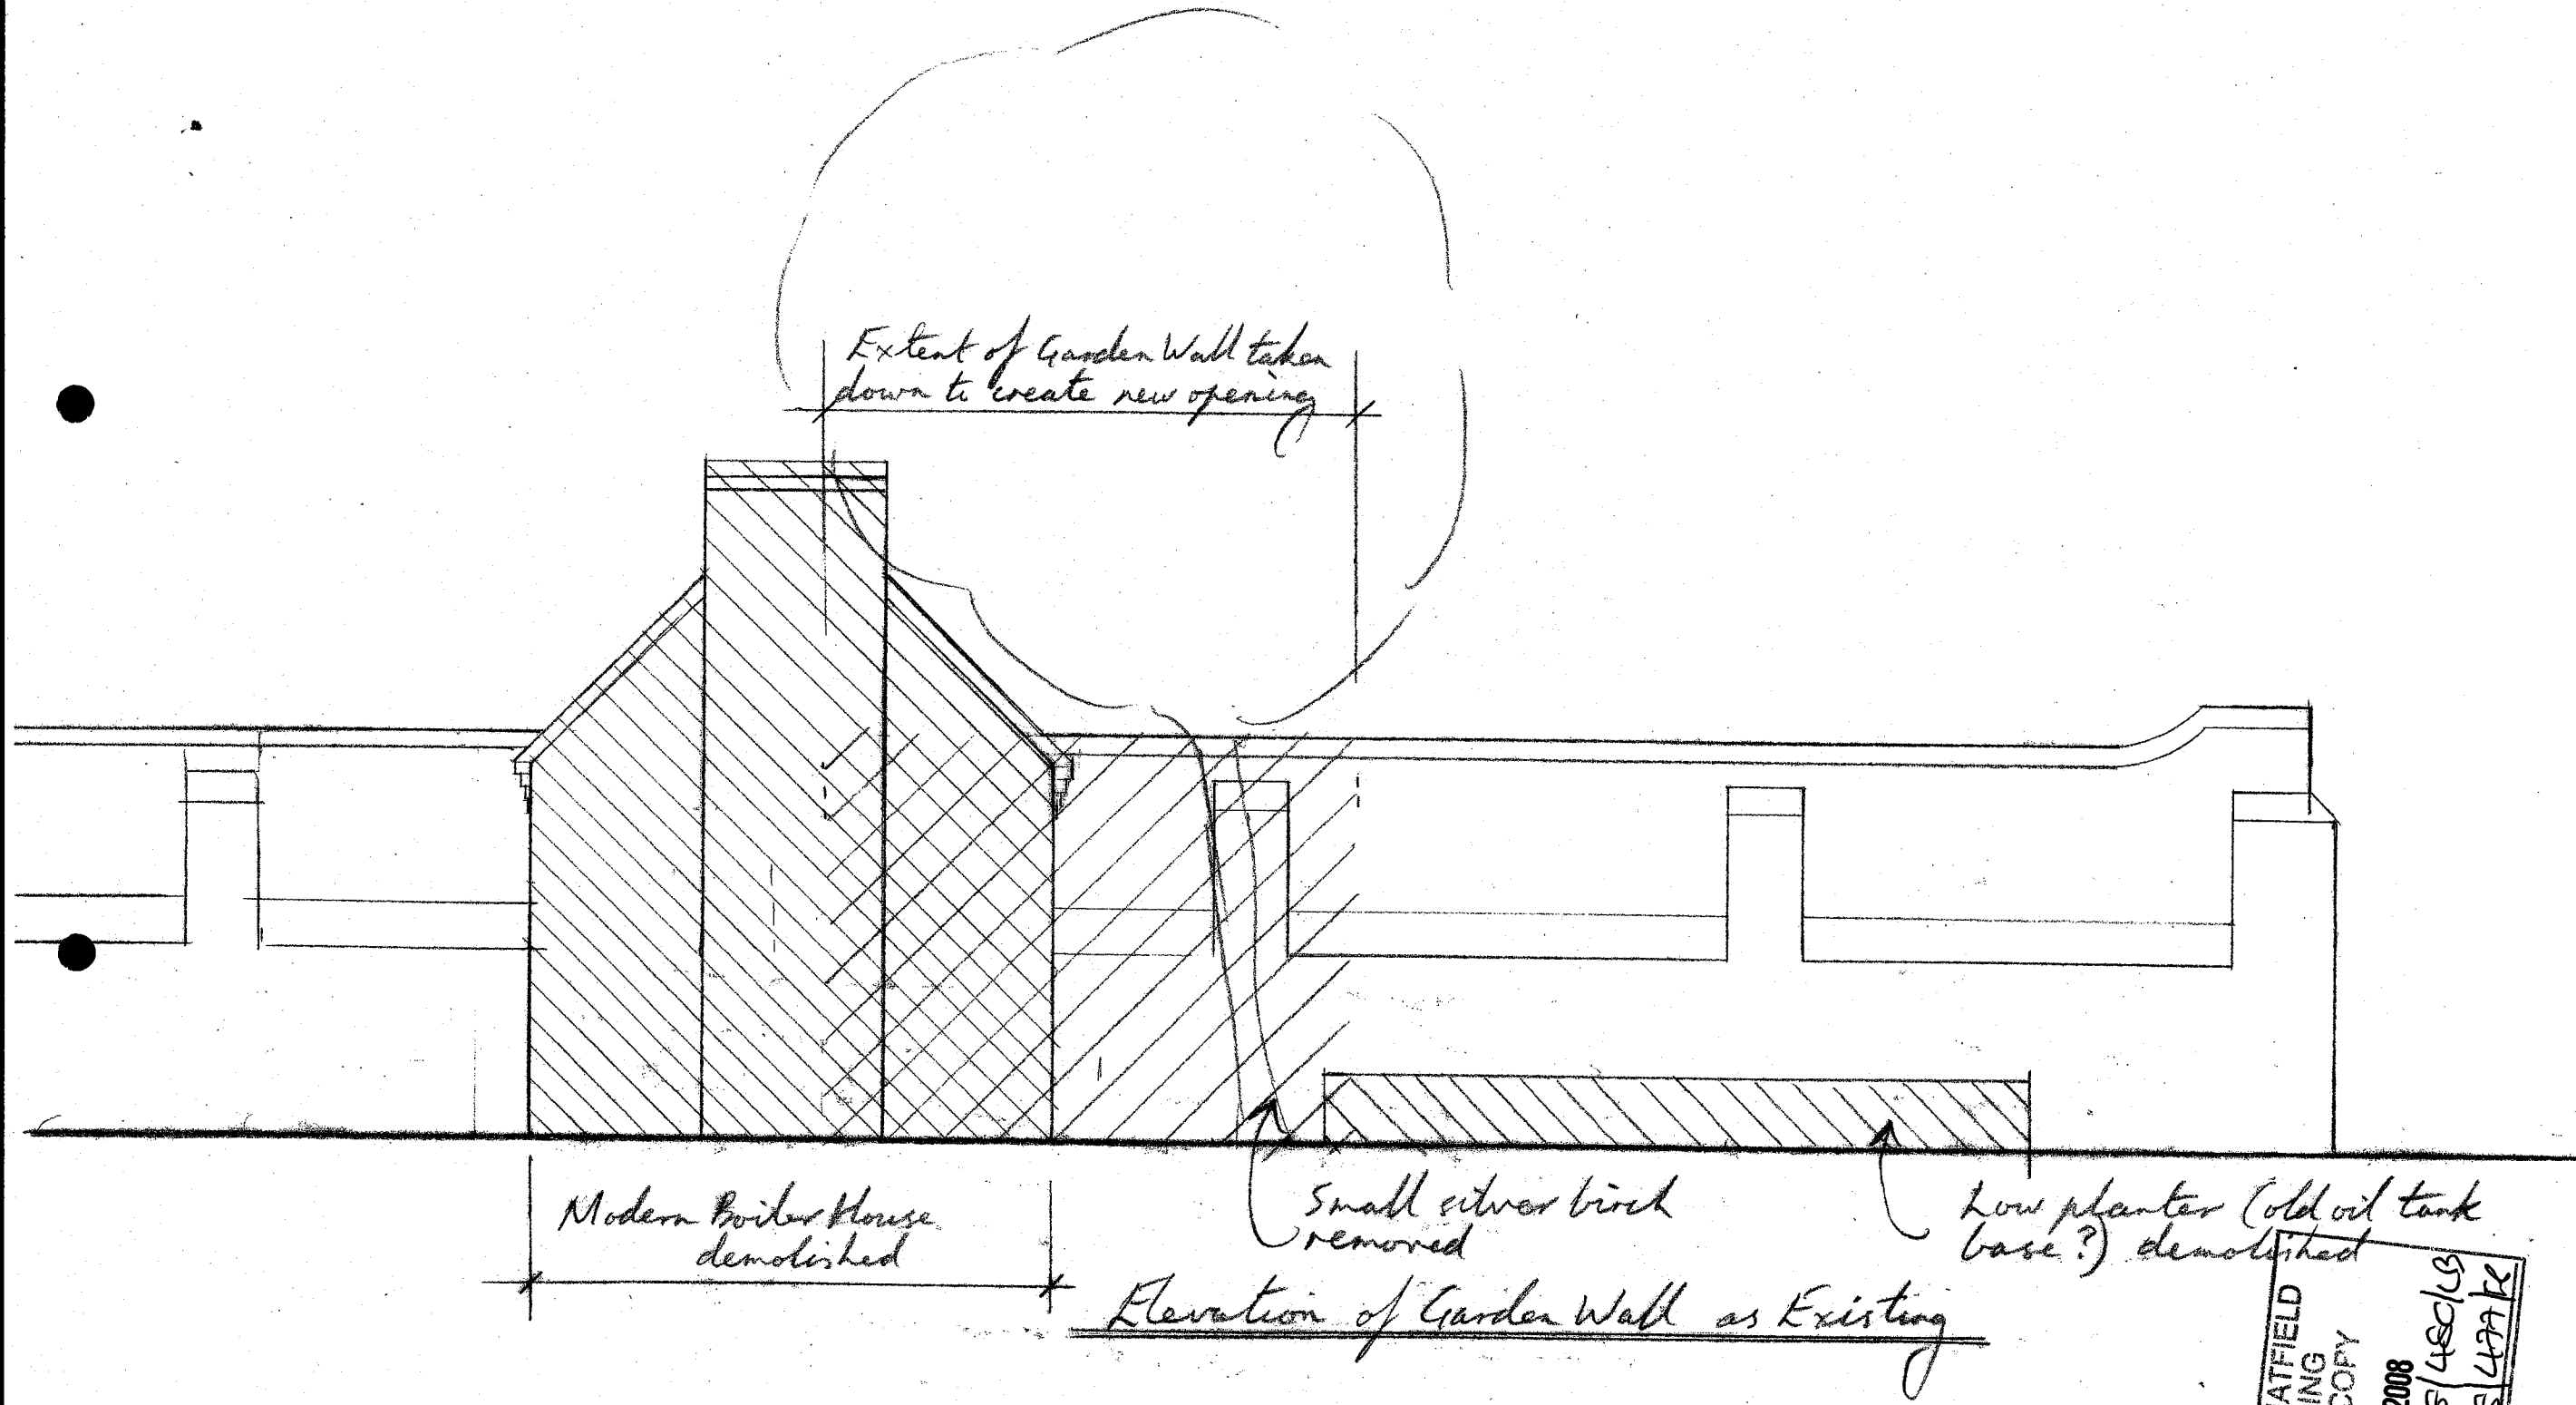 Extent of Garden Wall taken
down to create new opening
Modern Boiler House
demolished
Small silver birch
removed
Low planter (old oil tank
base?) demolished
Elevation of Garden Wall as Existing
ATFIELD
ING
COPY
2008